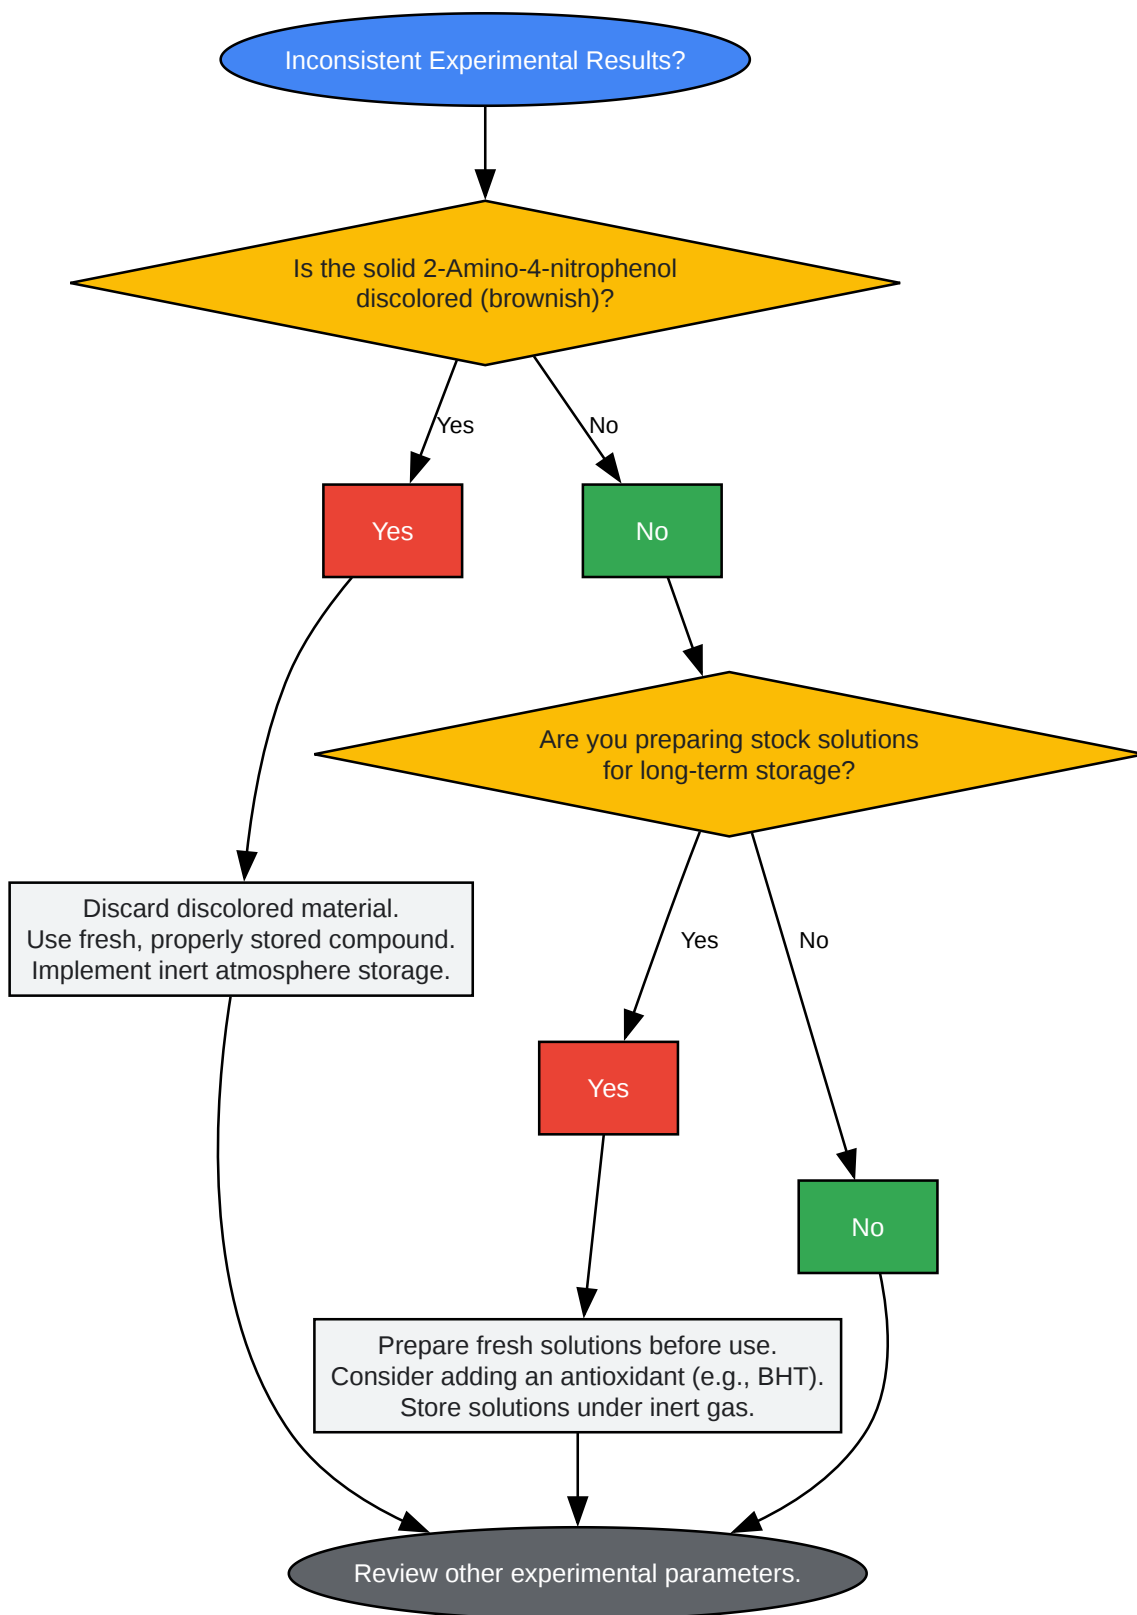 Inconsistent Experimental Results?
Is the solid 2-Amino-4-nitrophenol
discolored (brownish)?
Yes
No
Yes
No
Are you preparing stock solutions
for long-term storage?
Discard discolored material.
Use fresh, properly stored compound.
Implement inert atmosphere storage.
Yes
No
Yes
No
Prepare fresh solutions before use.
Consider adding an antioxidant (e.g., BHT).
Store solutions under inert gas.
Review other experimental parameters.